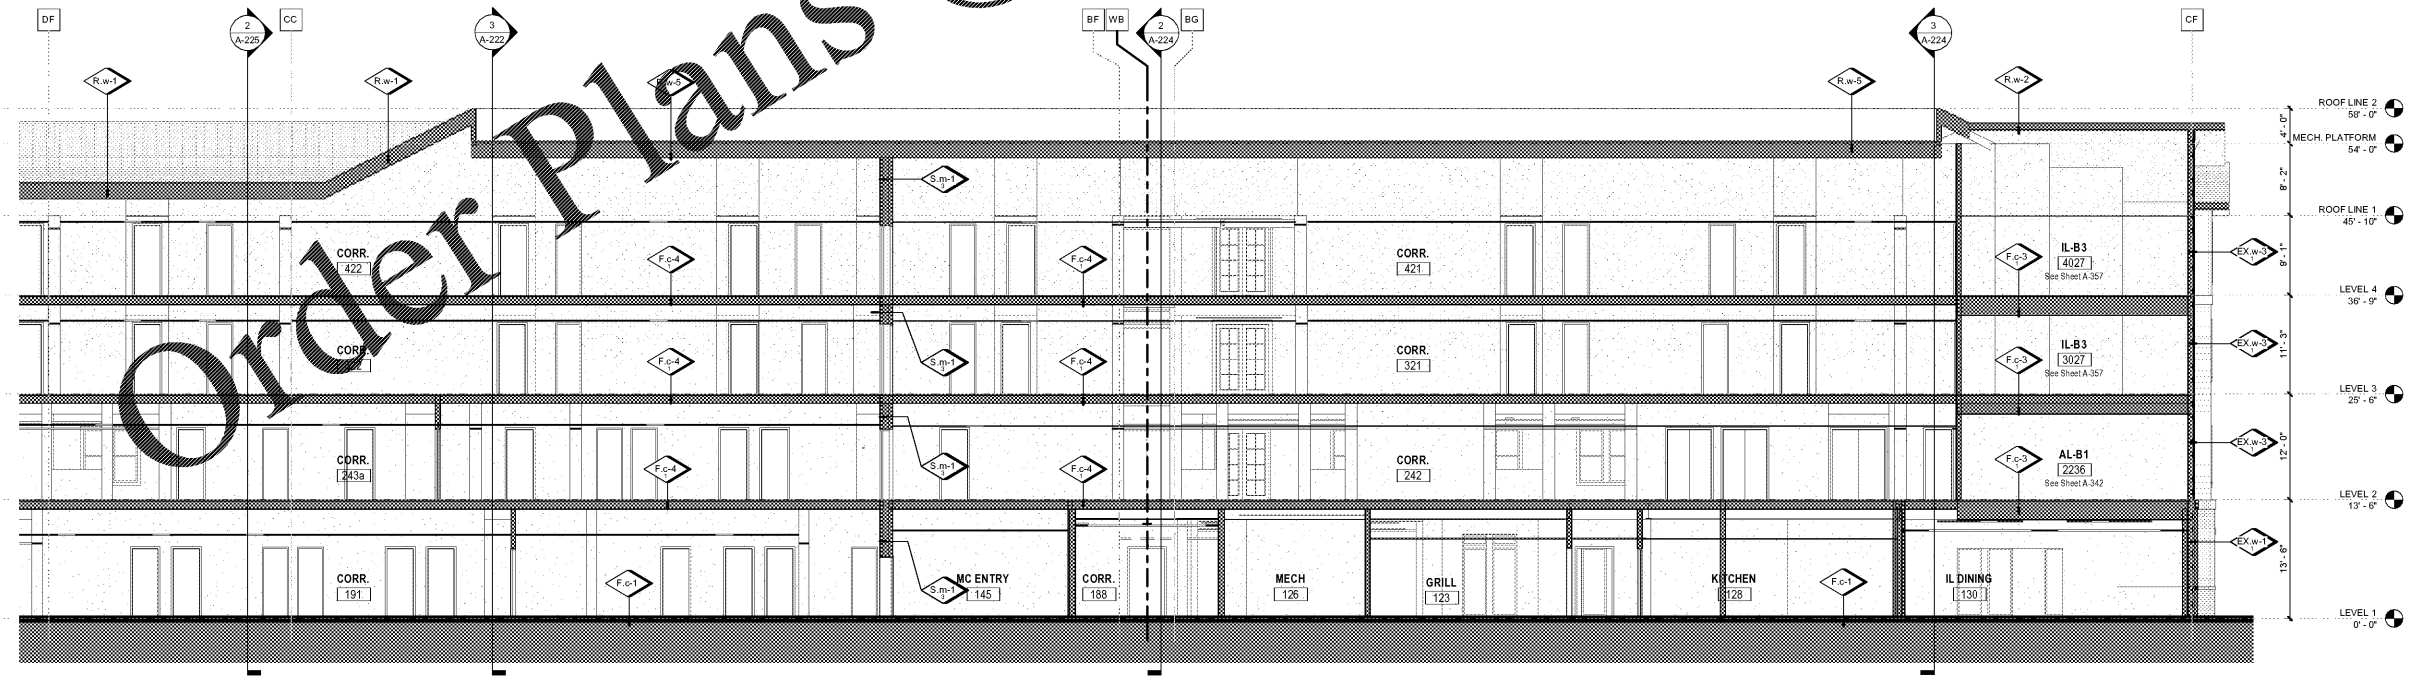 DF
CC
BF
WB
BG
CF
2
A-225
3
A-222
2
A-224
3
A-224
R.w-1
R.w-1
R.w-5
R.w-5
R.w-2
Order Plans
ROOF LINE 2
58' - 0"
4' - 0"
MECH. PLATFORM
54' - 0"
8' - 2"
S.m-1
3
ROOF LINE 1
45' - 10"
9' - 1"
CORR.
422
F.c-4
1
F.c-4
1
CORR.
421
F.c-3
1
IL-B3
4027
See Sheet A-357
EX.w-3
1
LEVEL 4
36' - 9"
11' - 3"
CORR.
F.c-4
1
S.m-1
3
F.c-4
1
CORR.
321
F.c-3
1
IL-B3
3027
See Sheet A-357
EX.w-3
1
LEVEL 3
25' - 6"
12' - 0"
CORR.
243a
F.c-4
1
S.m-1
3
F.c-4
1
CORR.
242
F.c-3
1
AL-B1
2236
See Sheet A-342
EX.w-3
1
LEVEL 2
13' - 6"
13' - 6"
EX.w-1
1
CORR.
191
F.c-1
S.m-1
3
MC ENTRY
145
CORR.
188
MECH
126
GRILL
123
KITCHEN
128
F.c-1
IL DINING
130
LEVEL 1
0' - 0"